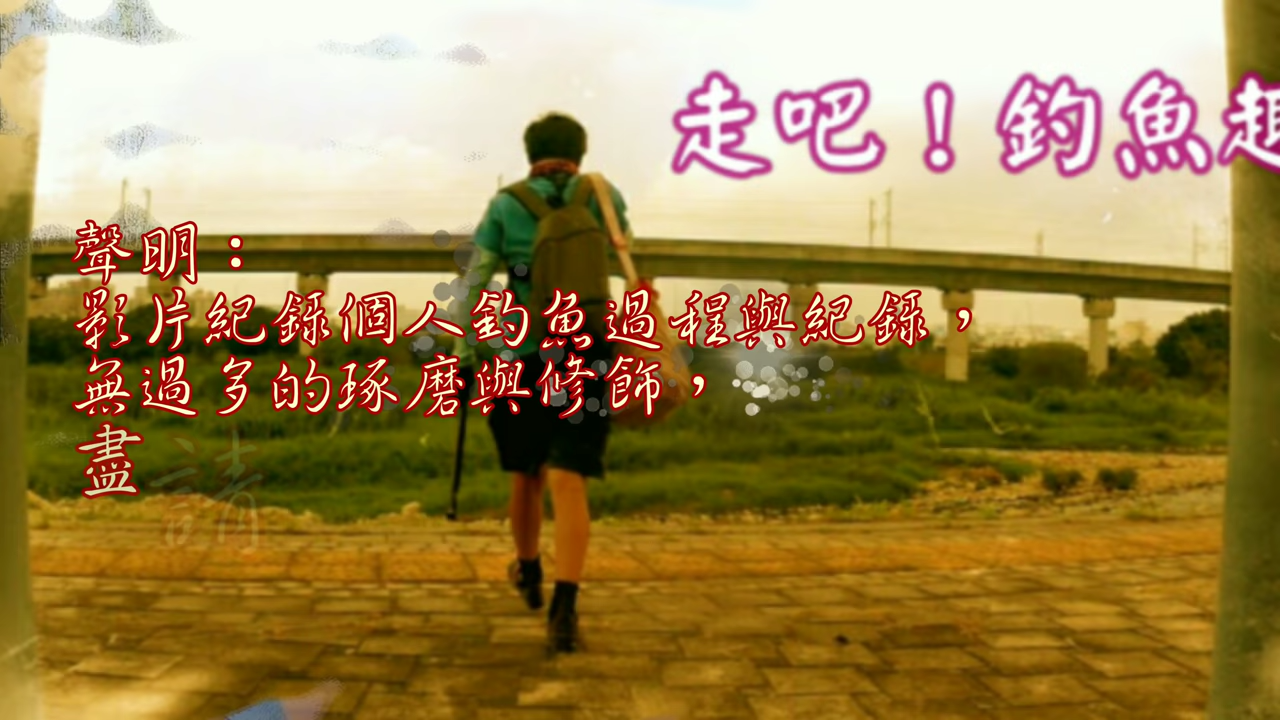 走吧！釣魚趣
聲明：
影片紀錄個人釣魚過程與紀錄，
無過多的琢磨與修飾，
盡請